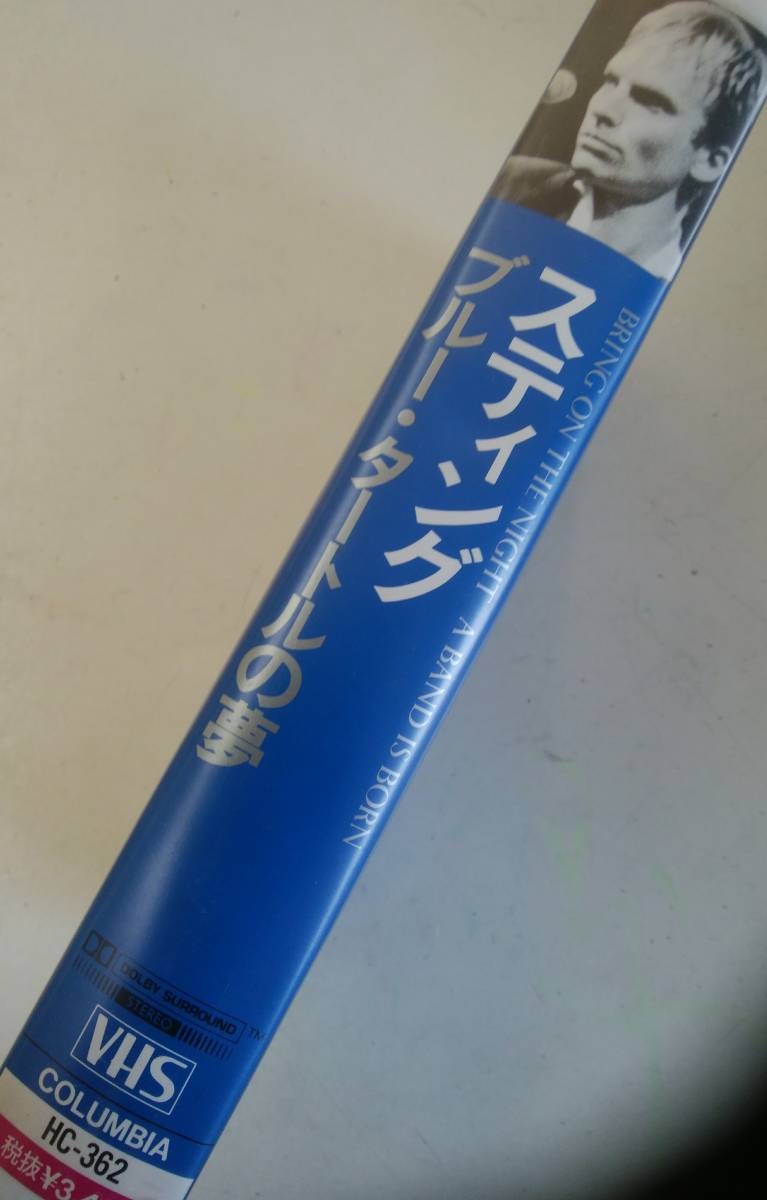 BRING ON THE NIGHT A BAND IS BORN
スティング
ブルー・タートルの夢
DOLBY SURROUND TM
STEREO
VHS
COLUMBIA
HC-362
税抜¥3,4